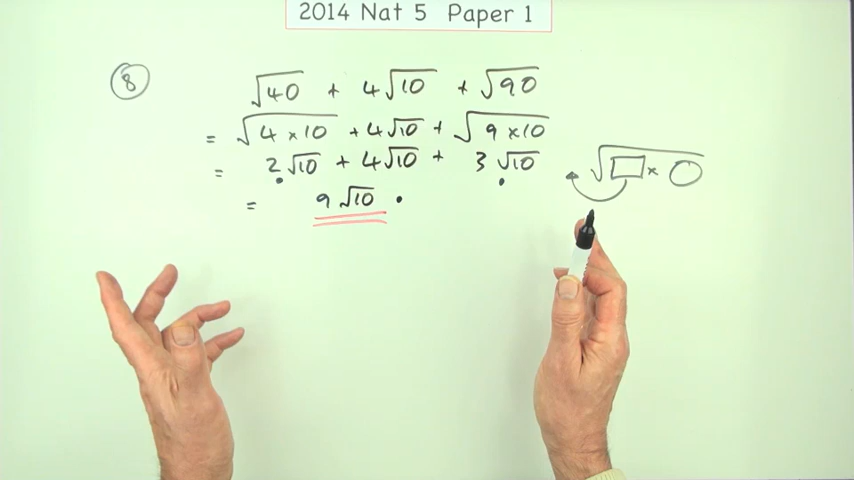 2014 Nat 5 Paper 1
8
√40 + 4√10 + √90
= √4 × 10 + 4√10 + √9 × 10
= 2√10 + 4√10 + 3√10
√□ × ○
= 9√10 .